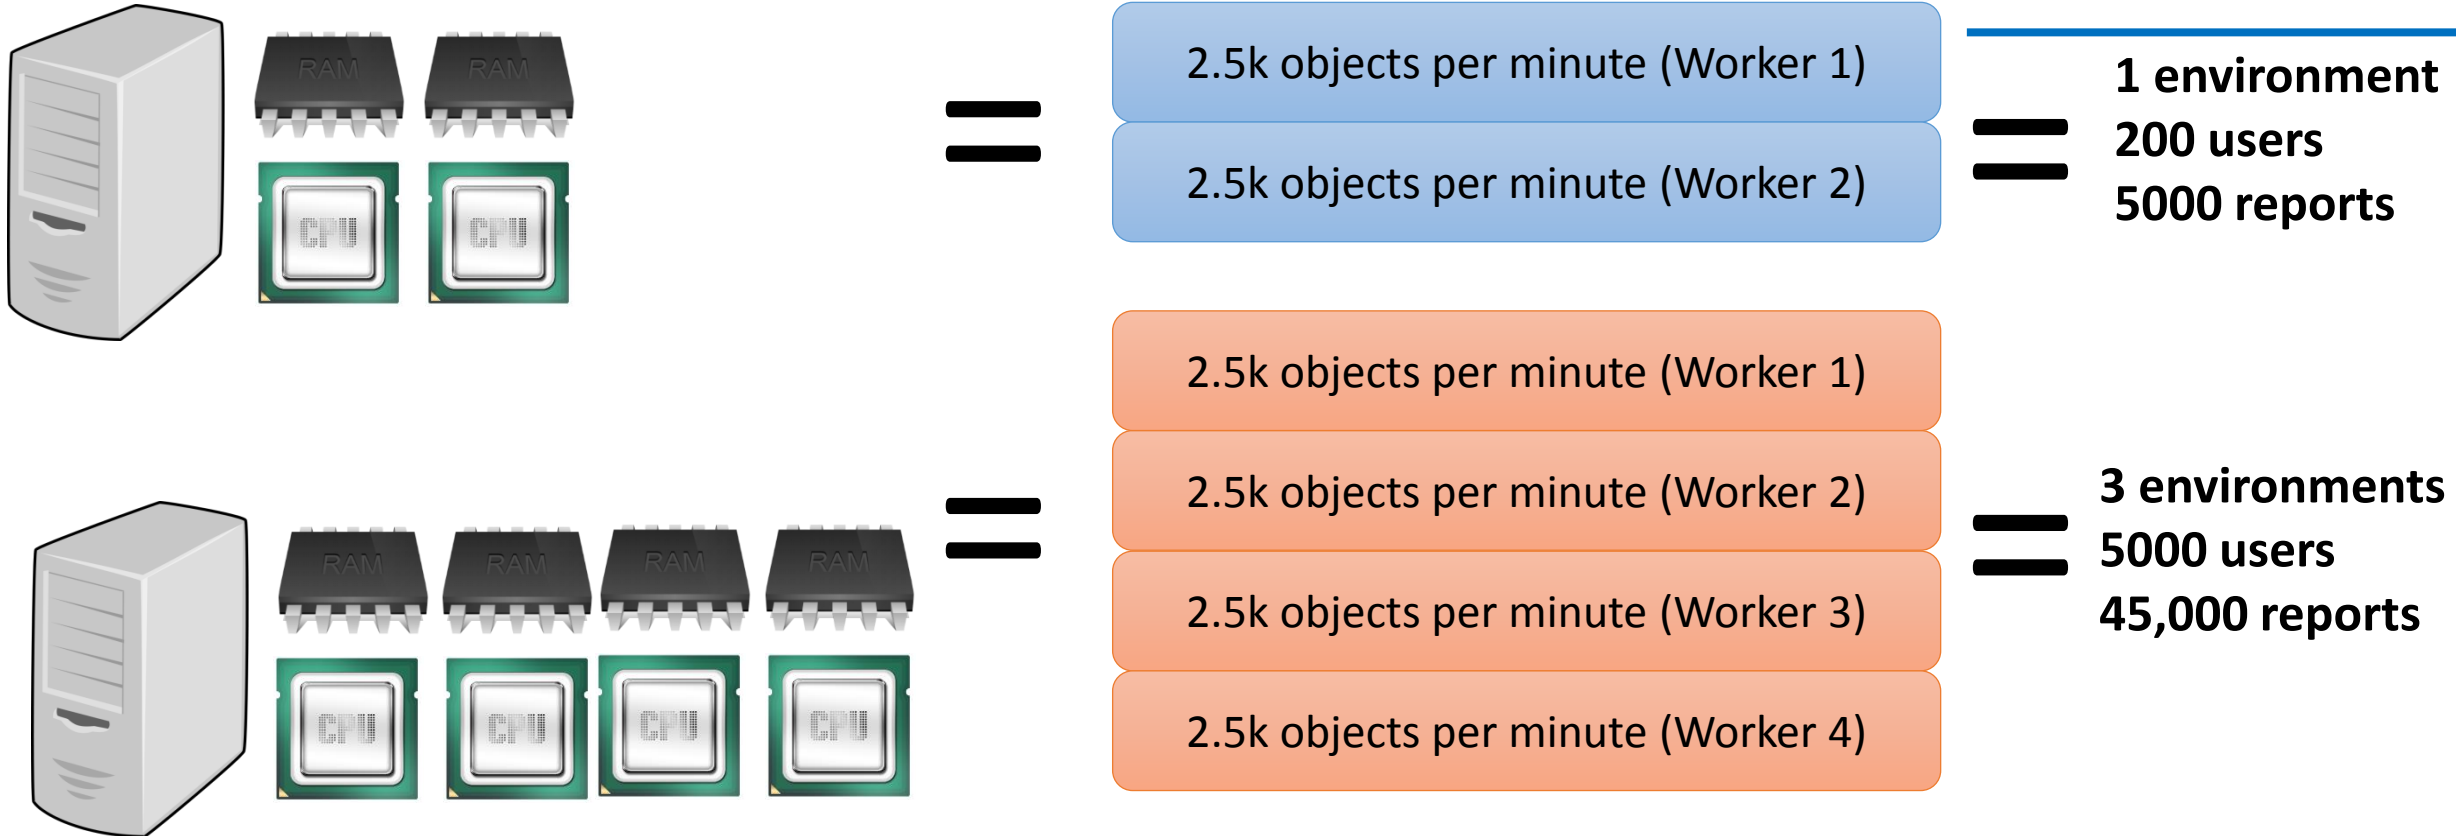 RAM RAM
CPU CPU
2.5k objects per minute (Worker 1)
2.5k objects per minute (Worker 2)
1 environment
200 users
5000 reports
RAM RAM RAM RAM
CPU CPU CPU CPU
2.5k objects per minute (Worker 1)
2.5k objects per minute (Worker 2)
2.5k objects per minute (Worker 3)
2.5k objects per minute (Worker 4)
3 environments
5000 users
45,000 reports